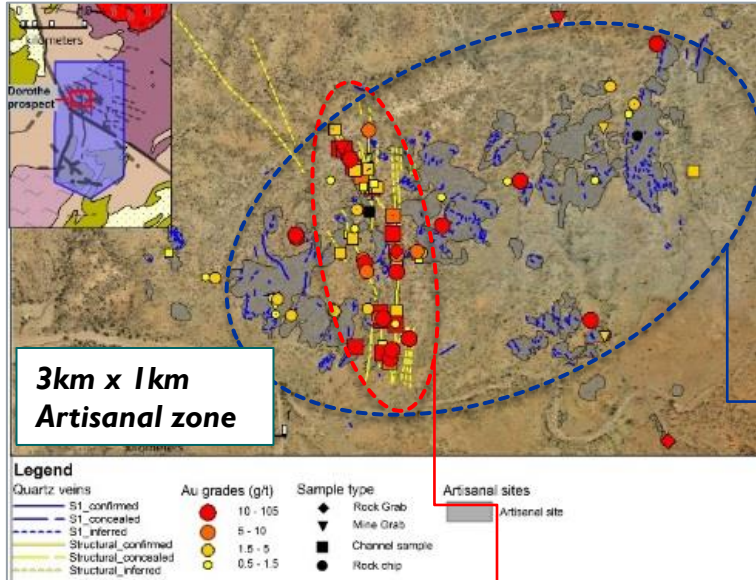 kilometers
Dorothe
prospect
3km x 1km
Artisanal zone
kilometers
Legend
Quartz veins
S1_confirmed
S1_concealed
S1_inferred
Structural_confirmed
Structural_concealed
Structural_inferred
Au grades (g/t)
10 - 105
5 - 10
1.5 - 5
0.5 - 1.5
Sample type
Rock Grab
Mine Grab
Channel sample
Rock chip
Artisanal sites
Artisanal site